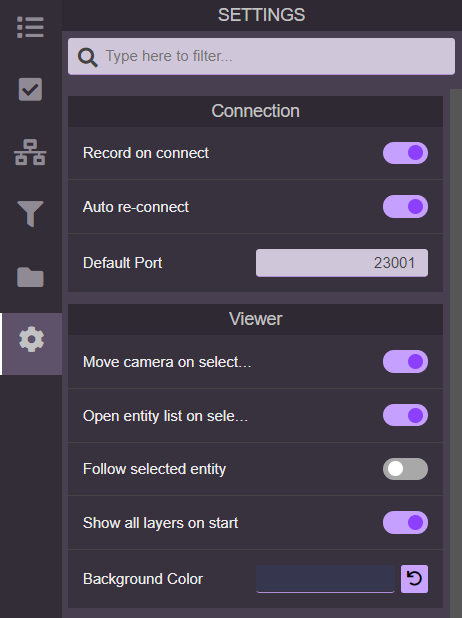 SETTINGS
Type here to filter...
Connection
Record on connect
Auto re-connect
Default Port 23001
Viewer
Move camera on select...
Open entity list on sele...
Follow selected entity
Show all layers on start
Background Color